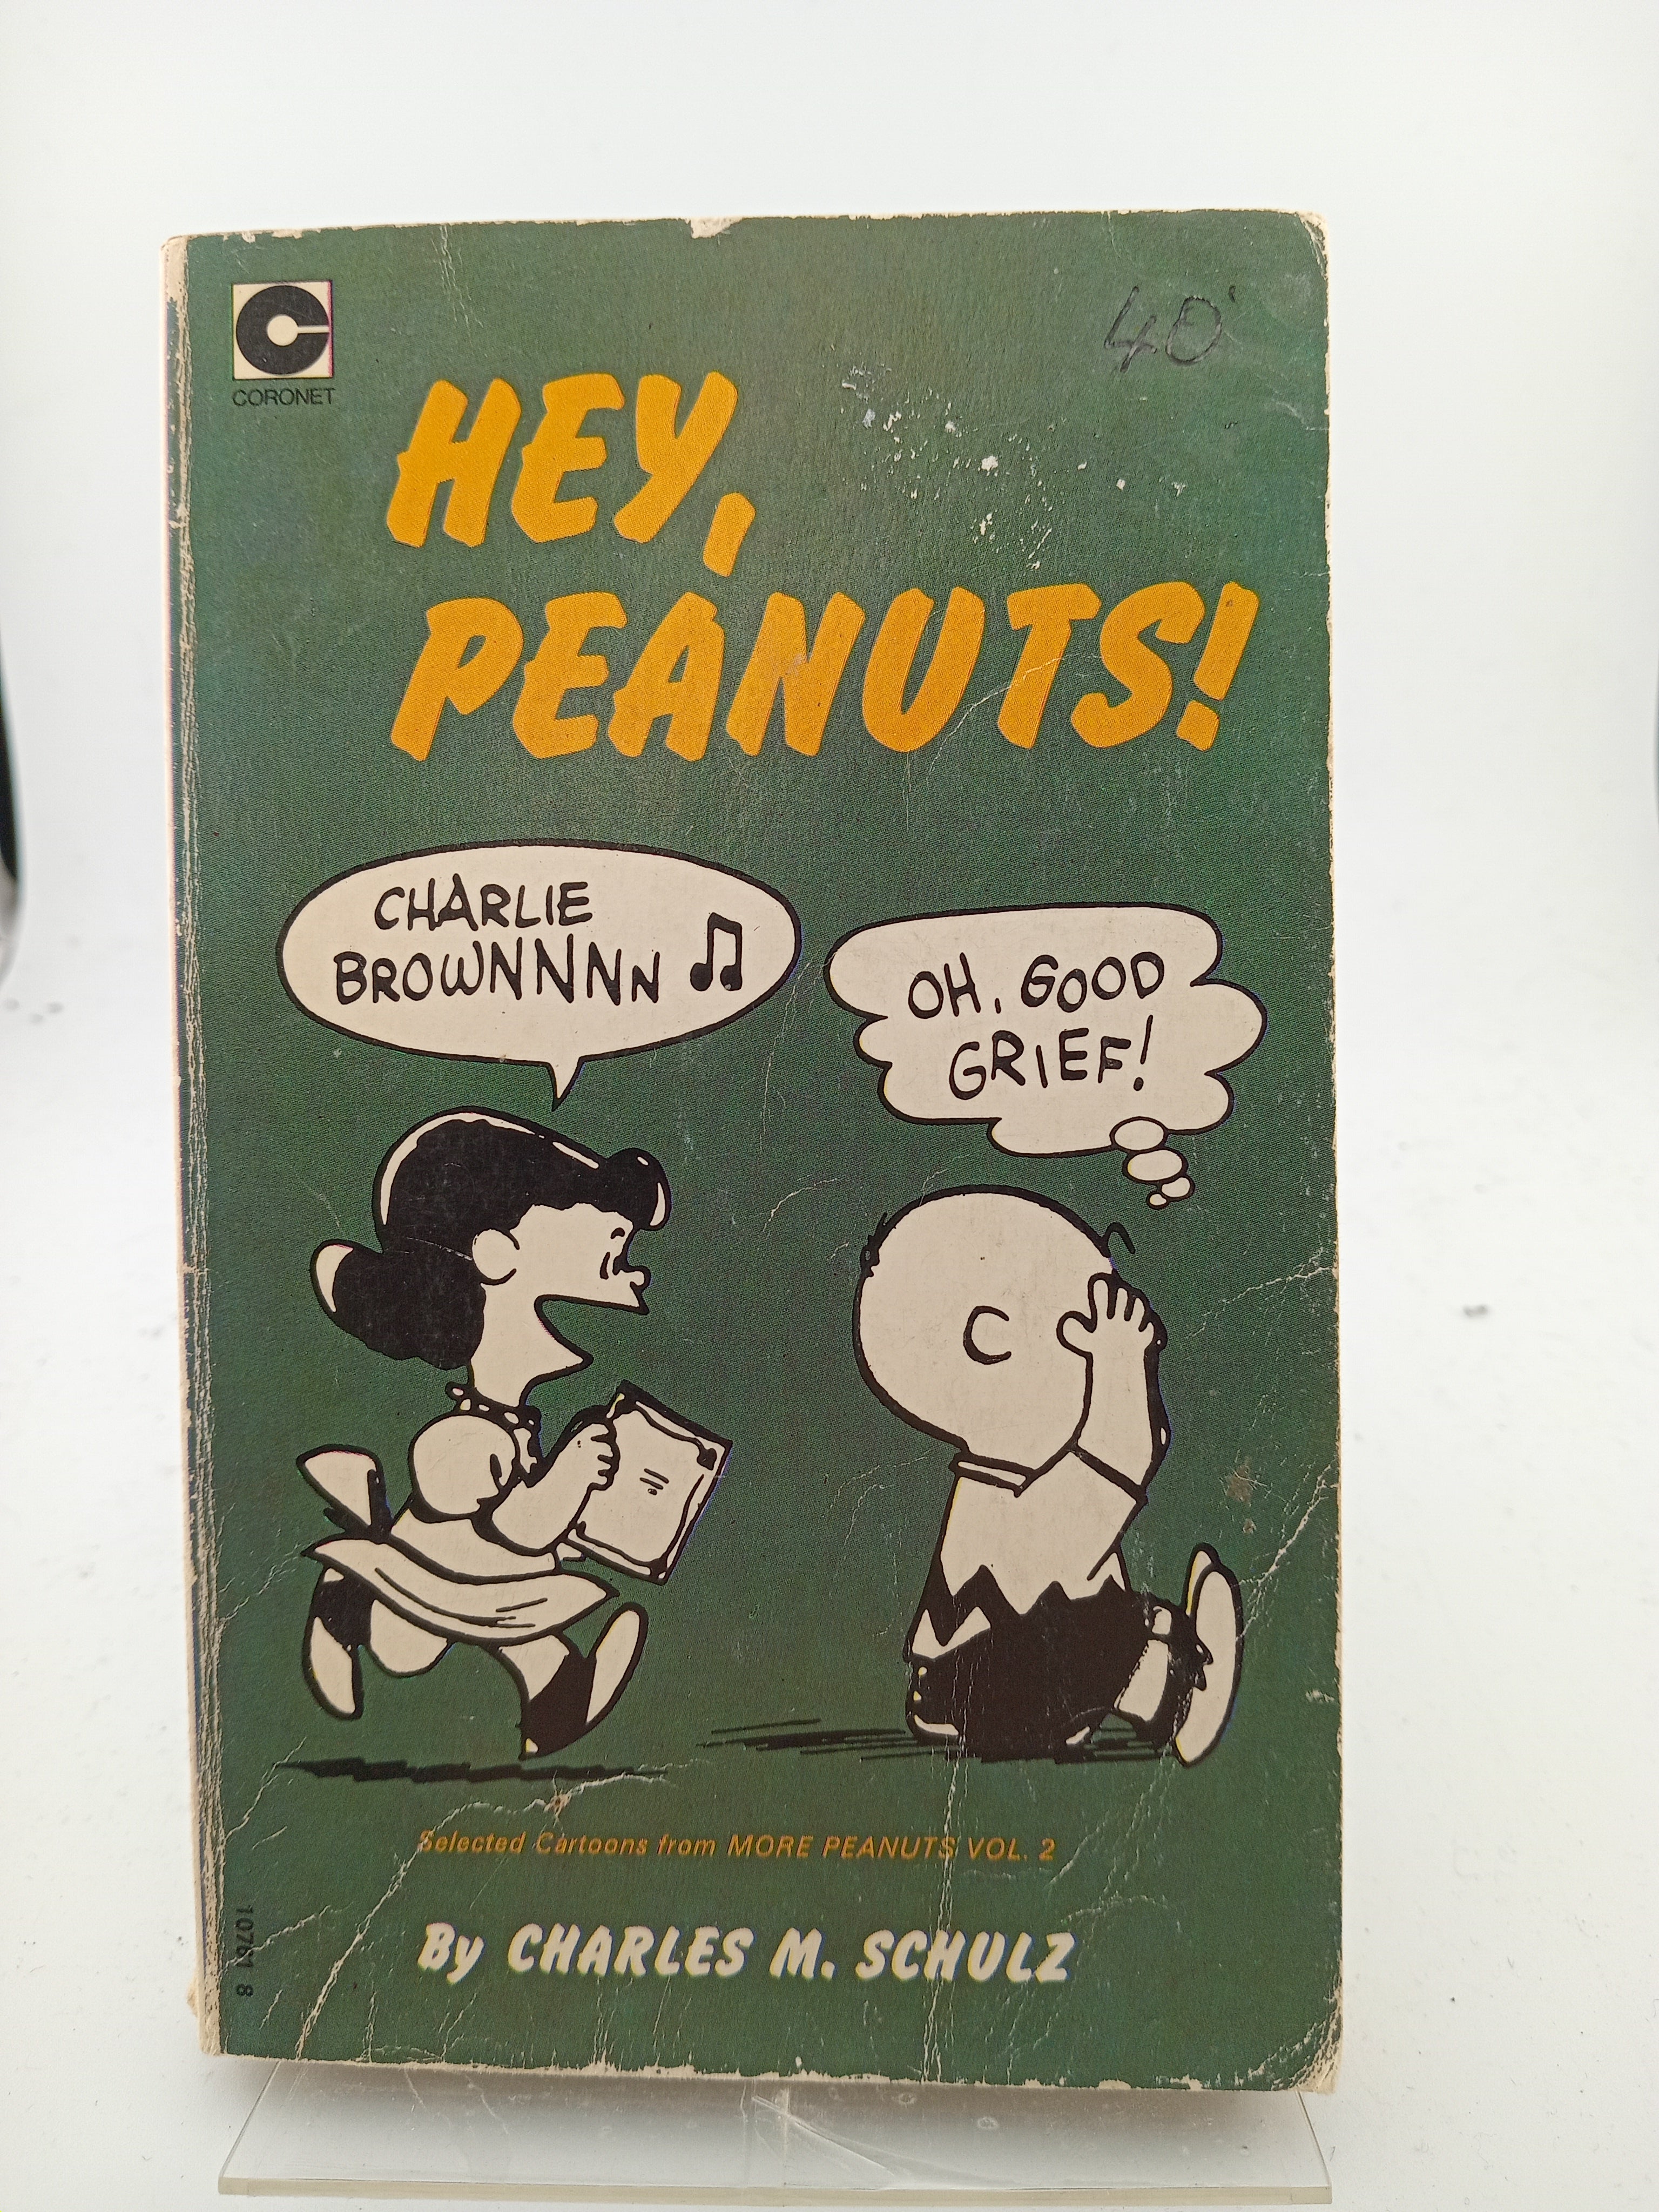 CORONET
40
HEY,
PEANUTS!
CHARLIE
BROWNNNN
OH, GOOD
GRIEF!
Selected Cartoons from MORE PEANUTS VOL. 2
By CHARLES M. SCHULZ
10761 8